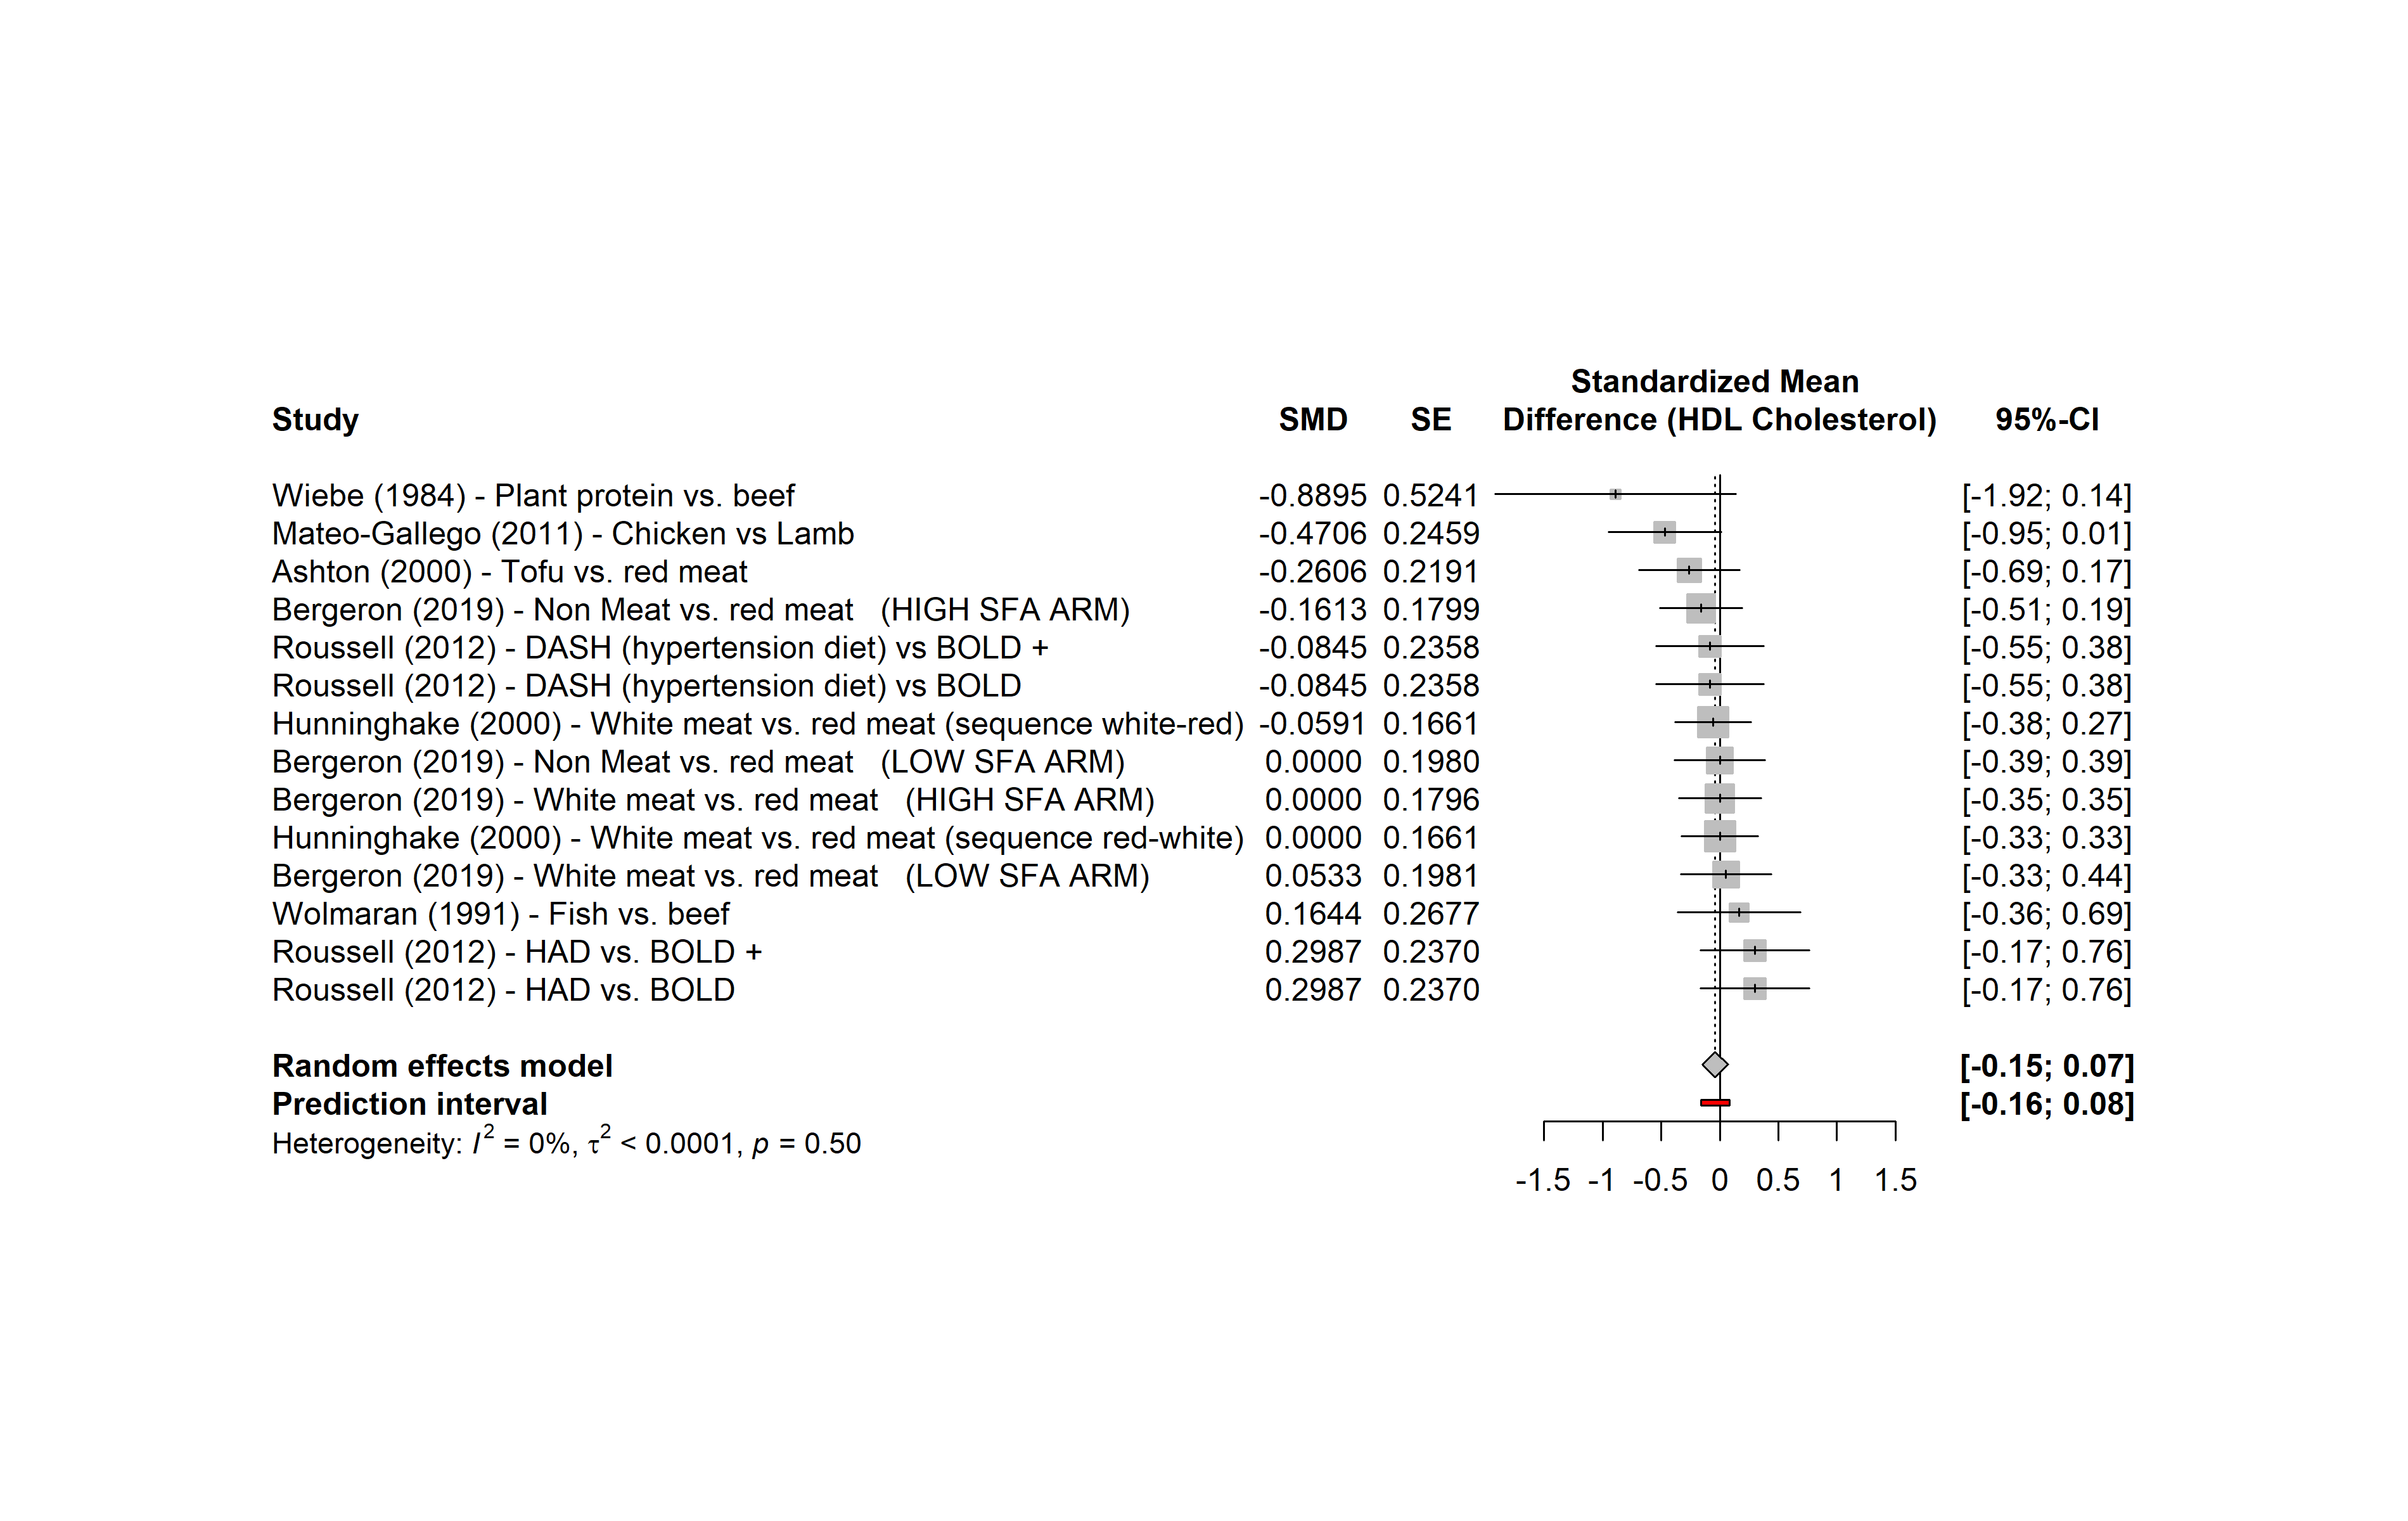 Standardized Mean
Study SMD SE Difference (HDL Cholesterol) 95%-CI
Wiebe (1984) - Plant protein vs. beef -0.8895 0.5241 [-1.92; 0.14]
Mateo-Gallego (2011) - Chicken vs Lamb -0.4706 0.2459 [-0.95; 0.01]
Ashton (2000) - Tofu vs. red meat -0.2606 0.2191 [-0.69; 0.17]
Bergeron (2019) - Non Meat vs. red meat (HIGH SFA ARM) -0.1613 0.1799 [-0.51; 0.19]
Roussell (2012) - DASH (hypertension diet) vs BOLD + -0.0845 0.2358 [-0.55; 0.38]
Roussell (2012) - DASH (hypertension diet) vs BOLD -0.0845 0.2358 [-0.55; 0.38]
Hunninghake (2000) - White meat vs. red meat (sequence white-red) -0.0591 0.1661 [-0.38; 0.27]
Bergeron (2019) - Non Meat vs. red meat (LOW SFA ARM) 0.0000 0.1980 [-0.39; 0.39]
Bergeron (2019) - White meat vs. red meat (HIGH SFA ARM) 0.0000 0.1796 [-0.35; 0.35]
Hunninghake (2000) - White meat vs. red meat (sequence red-white) 0.0000 0.1661 [-0.33; 0.33]
Bergeron (2019) - White meat vs. red meat (LOW SFA ARM) 0.0533 0.1981 [-0.33; 0.44]
Wolmaran (1991) - Fish vs. beef 0.1644 0.2677 [-0.36; 0.69]
Roussell (2012) - HAD vs. BOLD + 0.2987 0.2370 [-0.17; 0.76]
Roussell (2012) - HAD vs. BOLD 0.2987 0.2370 [-0.17; 0.76]
Random effects model [-0.15; 0.07]
Prediction interval [-0.16; 0.08]
Heterogeneity: I² = 0%, τ² < 0.0001, p = 0.50
-1.5 -1 -0.5 0 0.5 1 1.5